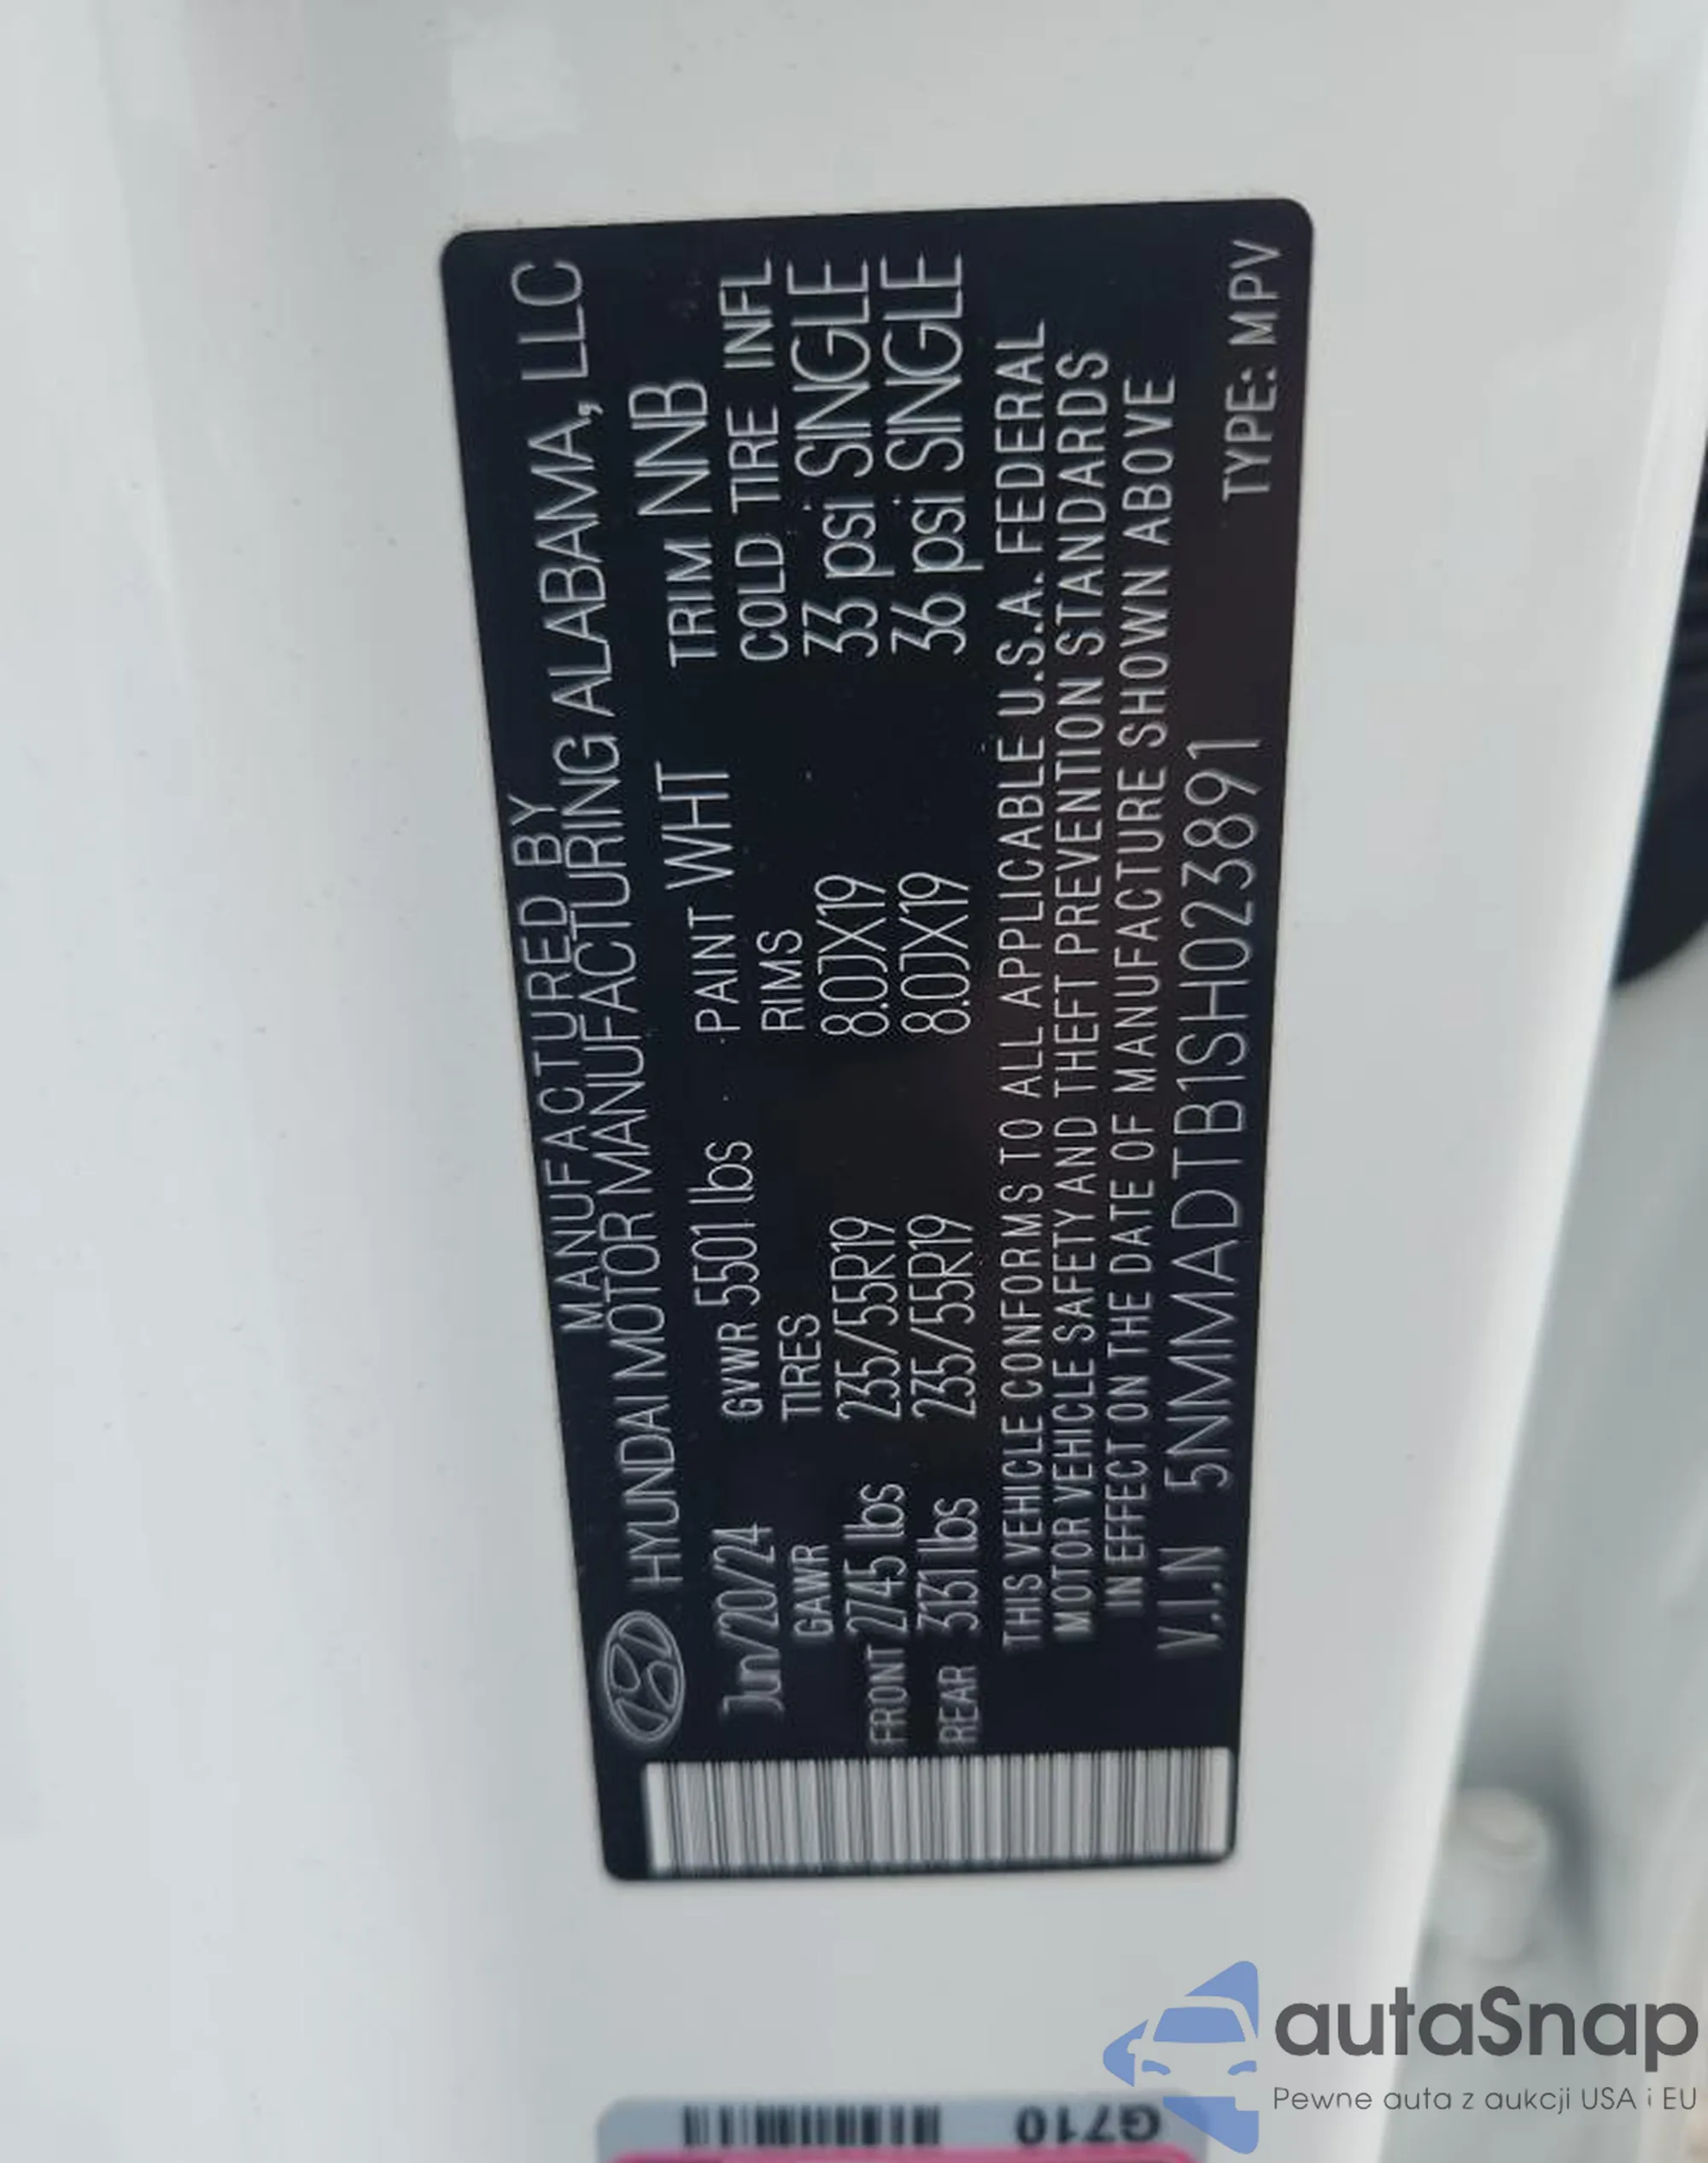 MANUFACTURED BY
HYUNDAI MOTOR MANUFACTURING ALABAMA, LLC
Jun/20/24 GVWR 5501 lbs PAINT WHT TRIM NNB
GAWR TIRES RIMS COLD TIRE INFL
FRONT 2745 lbs 235/55R19 8.0JX19 33 psi SINGLE
REAR 3131 lbs 235/55R19 8.0JX19 36 psi SINGLE
THIS VEHICLE CONFORMS TO ALL APPLICABLE U.S.A. FEDERAL
MOTOR VEHICLE SAFETY AND THEFT PREVENTION STANDARDS
IN EFFECT ON THE DATE OF MANUFACTURE SHOWN ABOVE
V.I.N 5NMMADTB1SH023891 TYPE: MPV
G710
autaSnap
Pewne auta z aukcji USA i EU